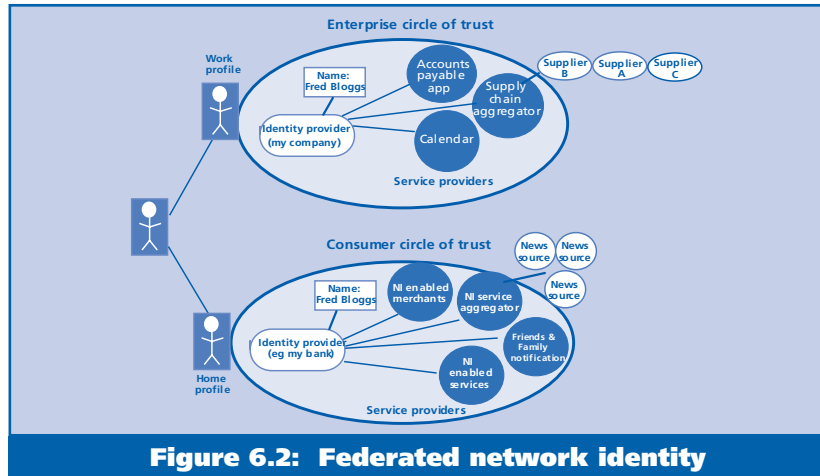 Enterprise circle of trust
Work
profile
Name:
Fred Bloggs
Accounts
payable
app
Supplier
B
Supplier
A
Supplier
C
Supply
chain
aggregator
Identity provider
(my company)
Calendar
Service providers
Consumer circle of trust
News
source
News
source
News
source
Name:
Fred Bloggs
NI enabled
merchants
NI service
aggregator
Identity provider
(eg my bank)
Friends &
Family
notification
NI
enabled
services
Home
profile
Service providers
Figure 6.2: Federated network identity